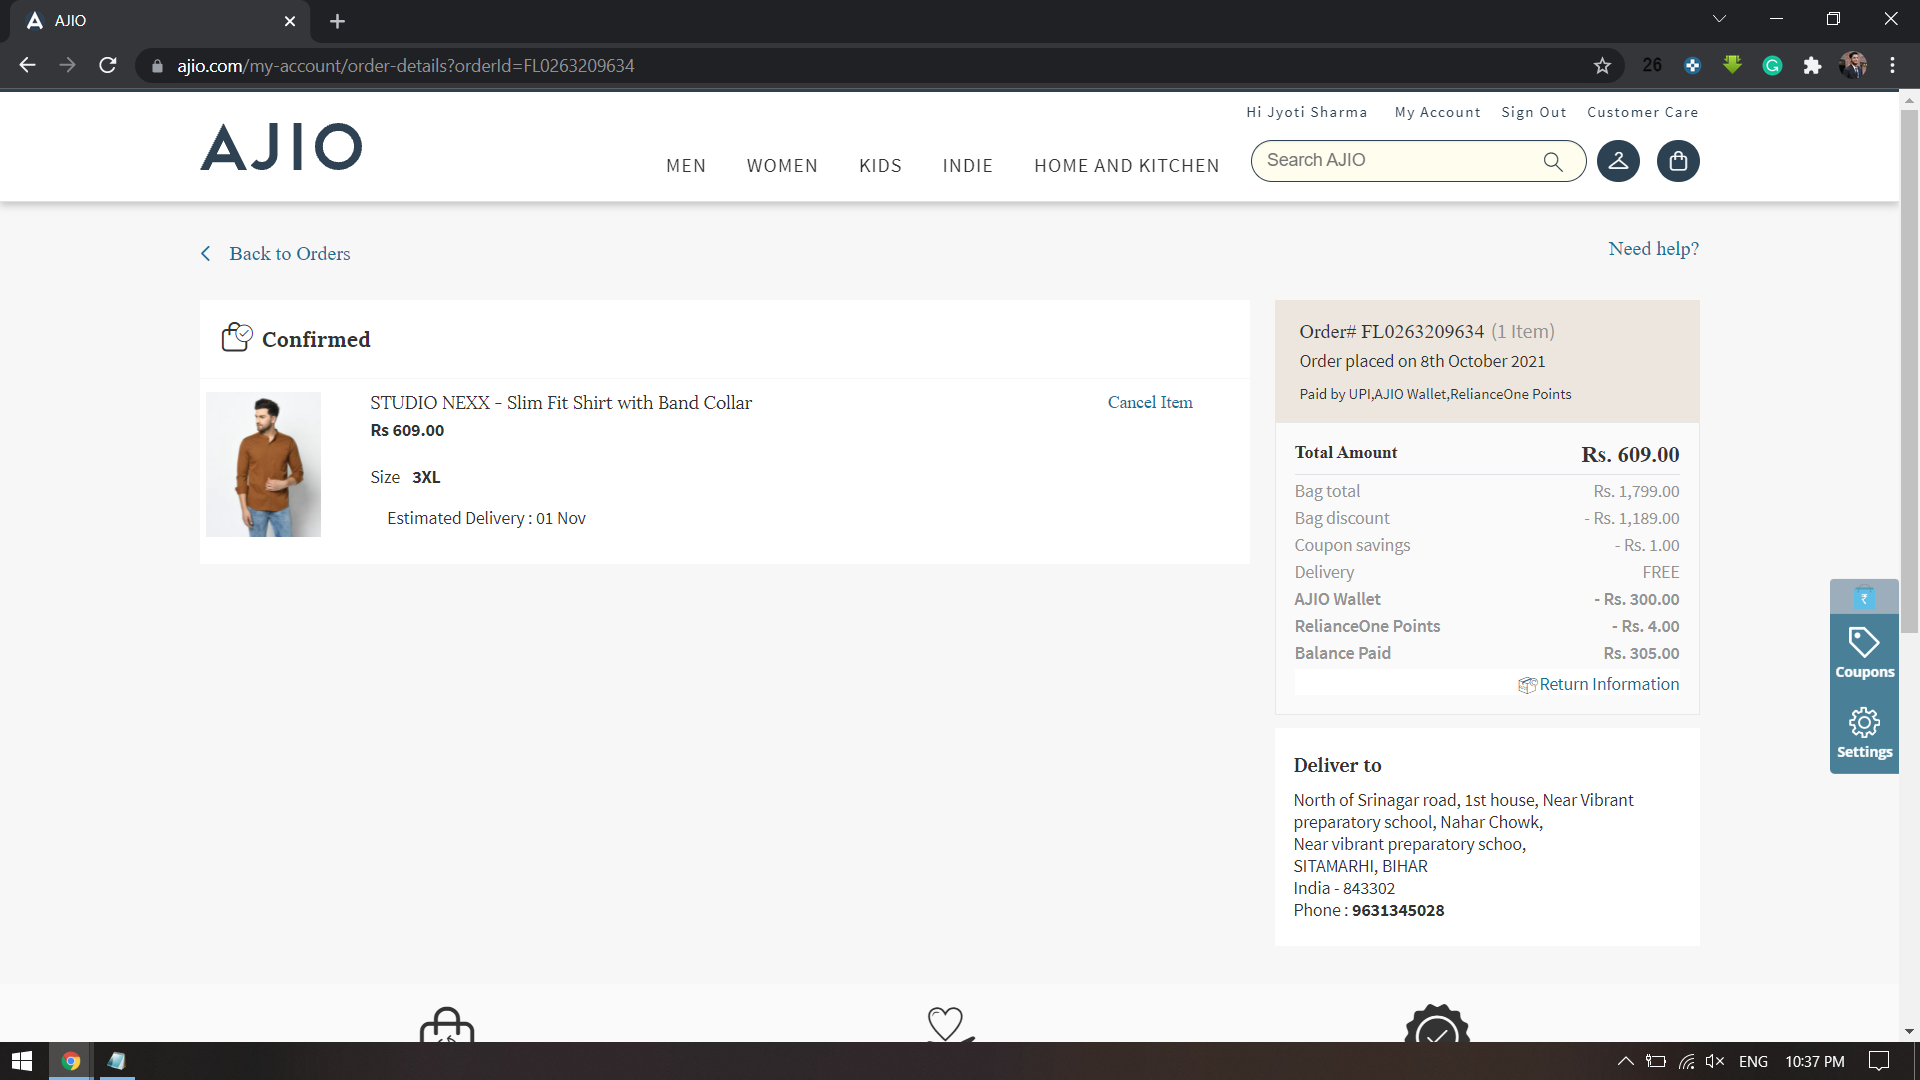 AJIO
ajio.com/my-account/order-details?orderId=FL0263209634
26
Hi Jyoti Sharma My Account Sign Out Customer Care
AJIO
MEN WOMEN KIDS INDIE HOME AND KITCHEN
Search AJIO
Back to Orders
Need help?
Confirmed
STUDIO NEXX - Slim Fit Shirt with Band Collar
Cancel Item
Rs 609.00
Size 3XL
Estimated Delivery : 01 Nov
Order# FL0263209634 (1 Item)
Order placed on 8th October 2021
Paid by UPI,AJIO Wallet,RelianceOne Points
Total Amount Rs. 609.00
Bag total Rs. 1,799.00
Bag discount - Rs. 1,189.00
Coupon savings - Rs. 1.00
Delivery FREE
AJIO Wallet - Rs. 300.00
RelianceOne Points - Rs. 4.00
Balance Paid Rs. 305.00
Return Information
₹
Coupons
Settings
Deliver to
North of Srinagar road, 1st house, Near Vibrant
preparatory school, Nahar Chowk,
Near vibrant preparatory schoo,
SITAMARHI, BIHAR
India - 843302
Phone : 9631345028
ENG 10:37 PM